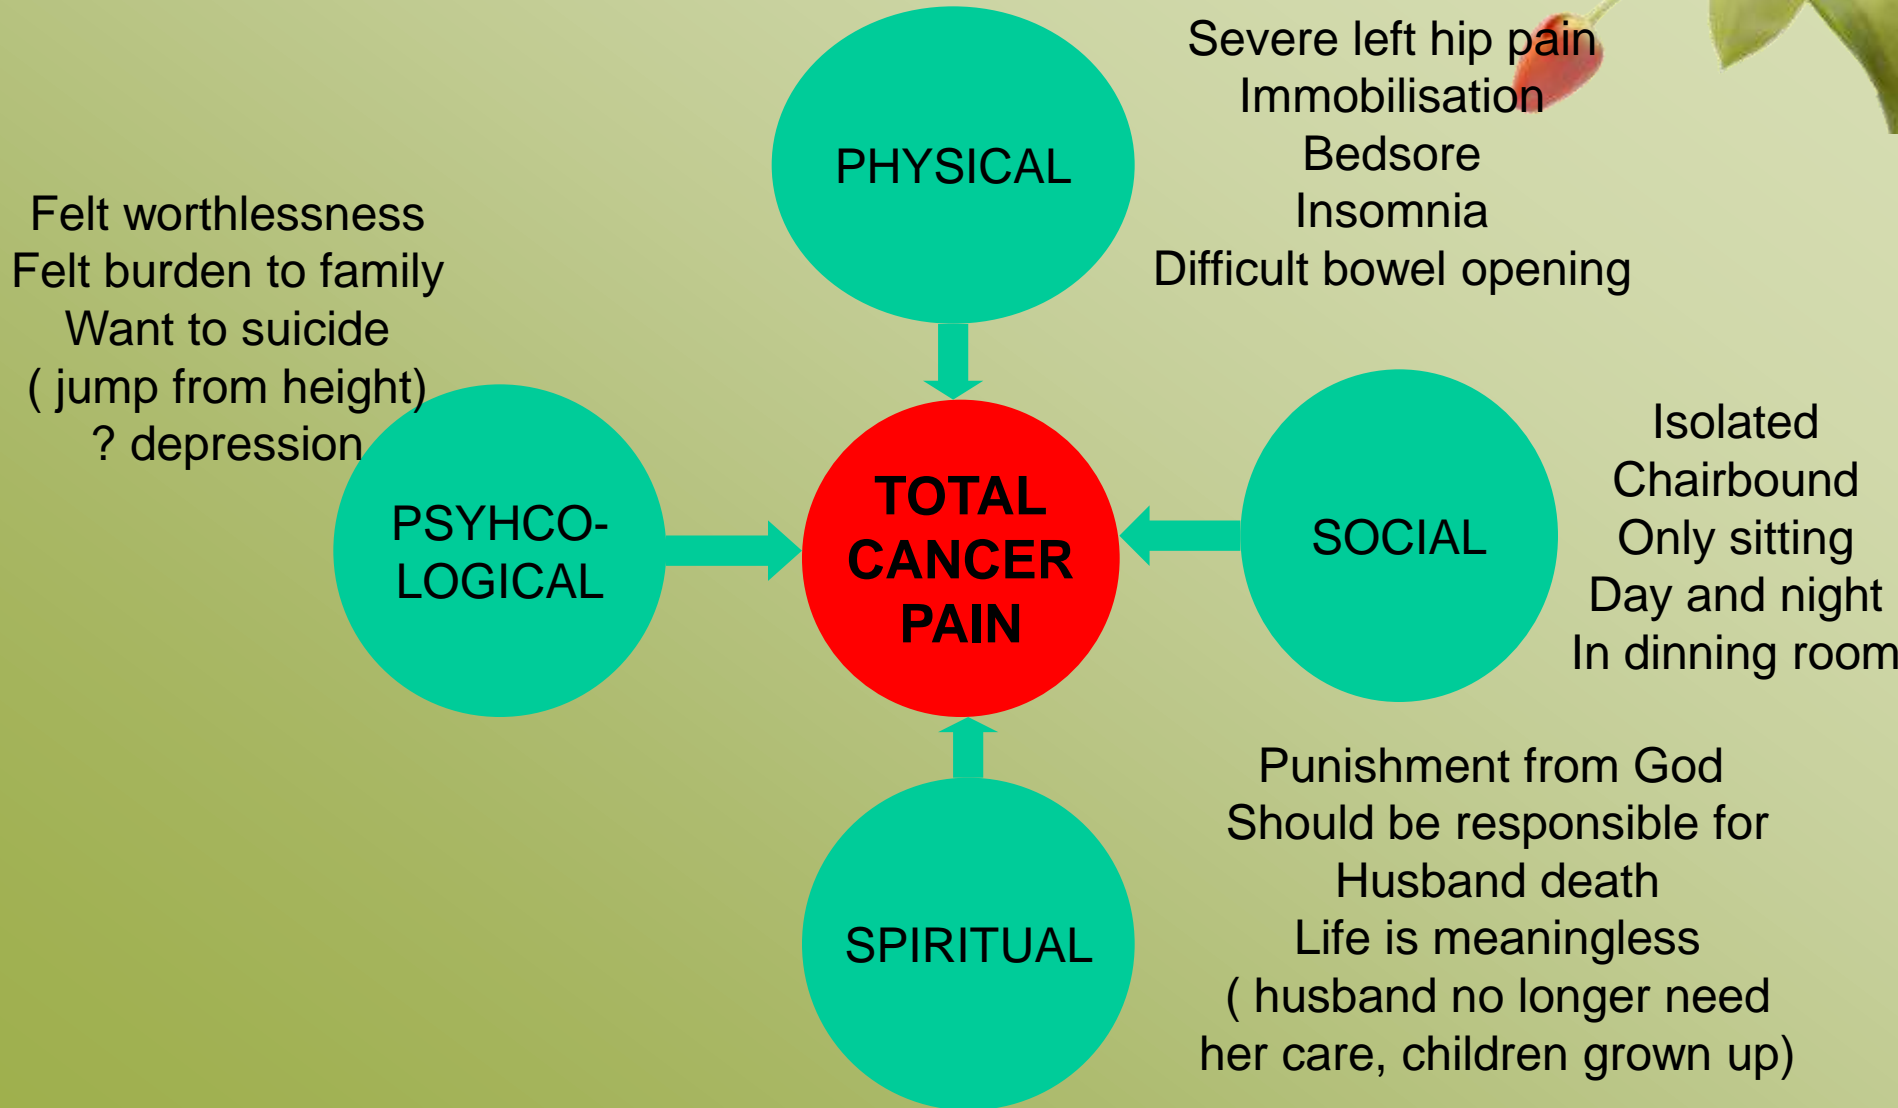 PHYSICAL
Severe left hip pain
Immobilisation
Bedsore
Insomnia
Difficult bowel opening
Felt worthlessness
Felt burden to family
Want to suicide
( jump from height)
? depression
PSYHCO-
LOGICAL
TOTAL
CANCER
PAIN
SOCIAL
Isolated
Chairbound
Only sitting
Day and night
In dinning room
SPIRITUAL
Punishment from God
Should be responsible for
Husband death
Life is meaningless
( husband no longer need
her care, children grown up)